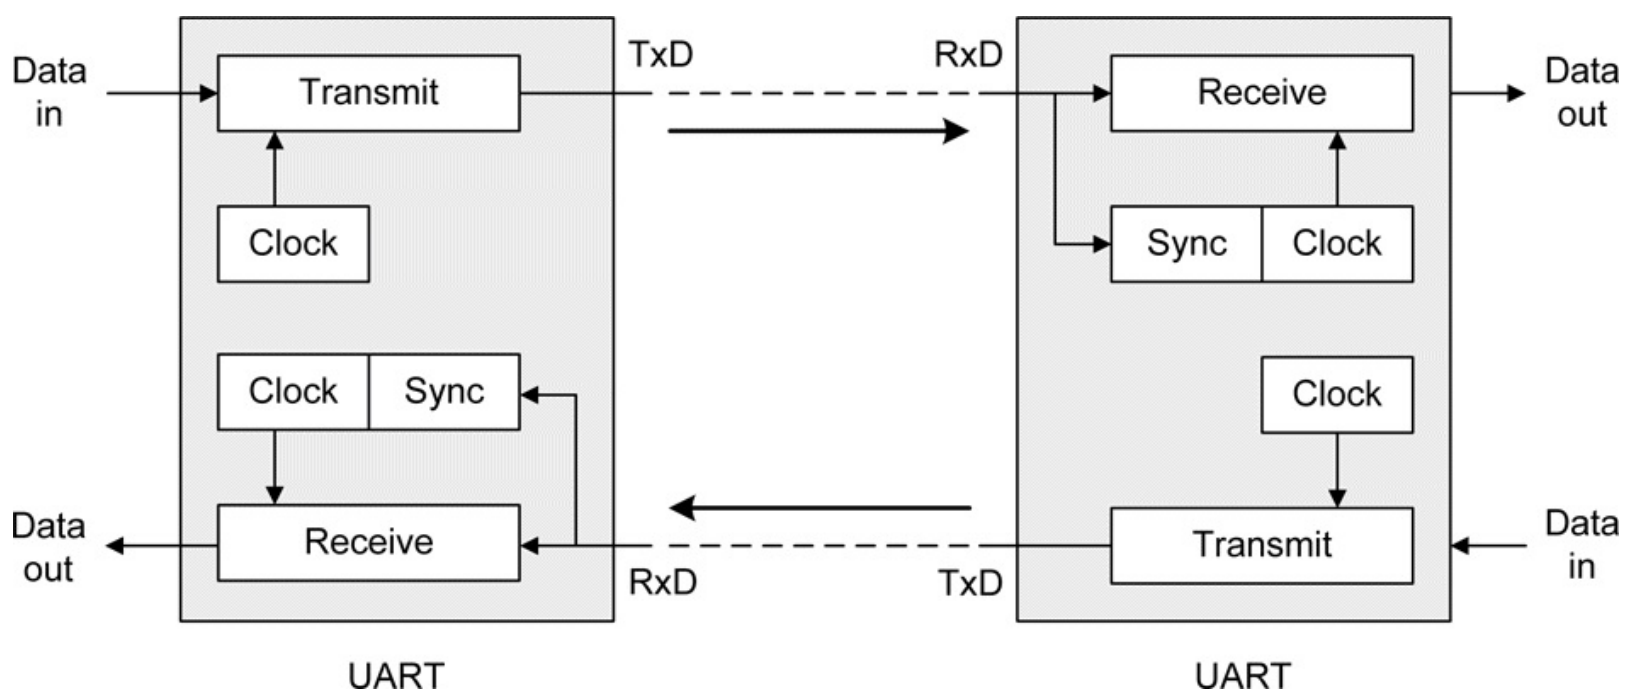 TxD
RxD
Data
in
Transmit
Receive
Data
out
Clock
Sync
Clock
Clock
Sync
Clock
Data
out
Receive
Transmit
Data
in
RxD
TxD
UART
UART